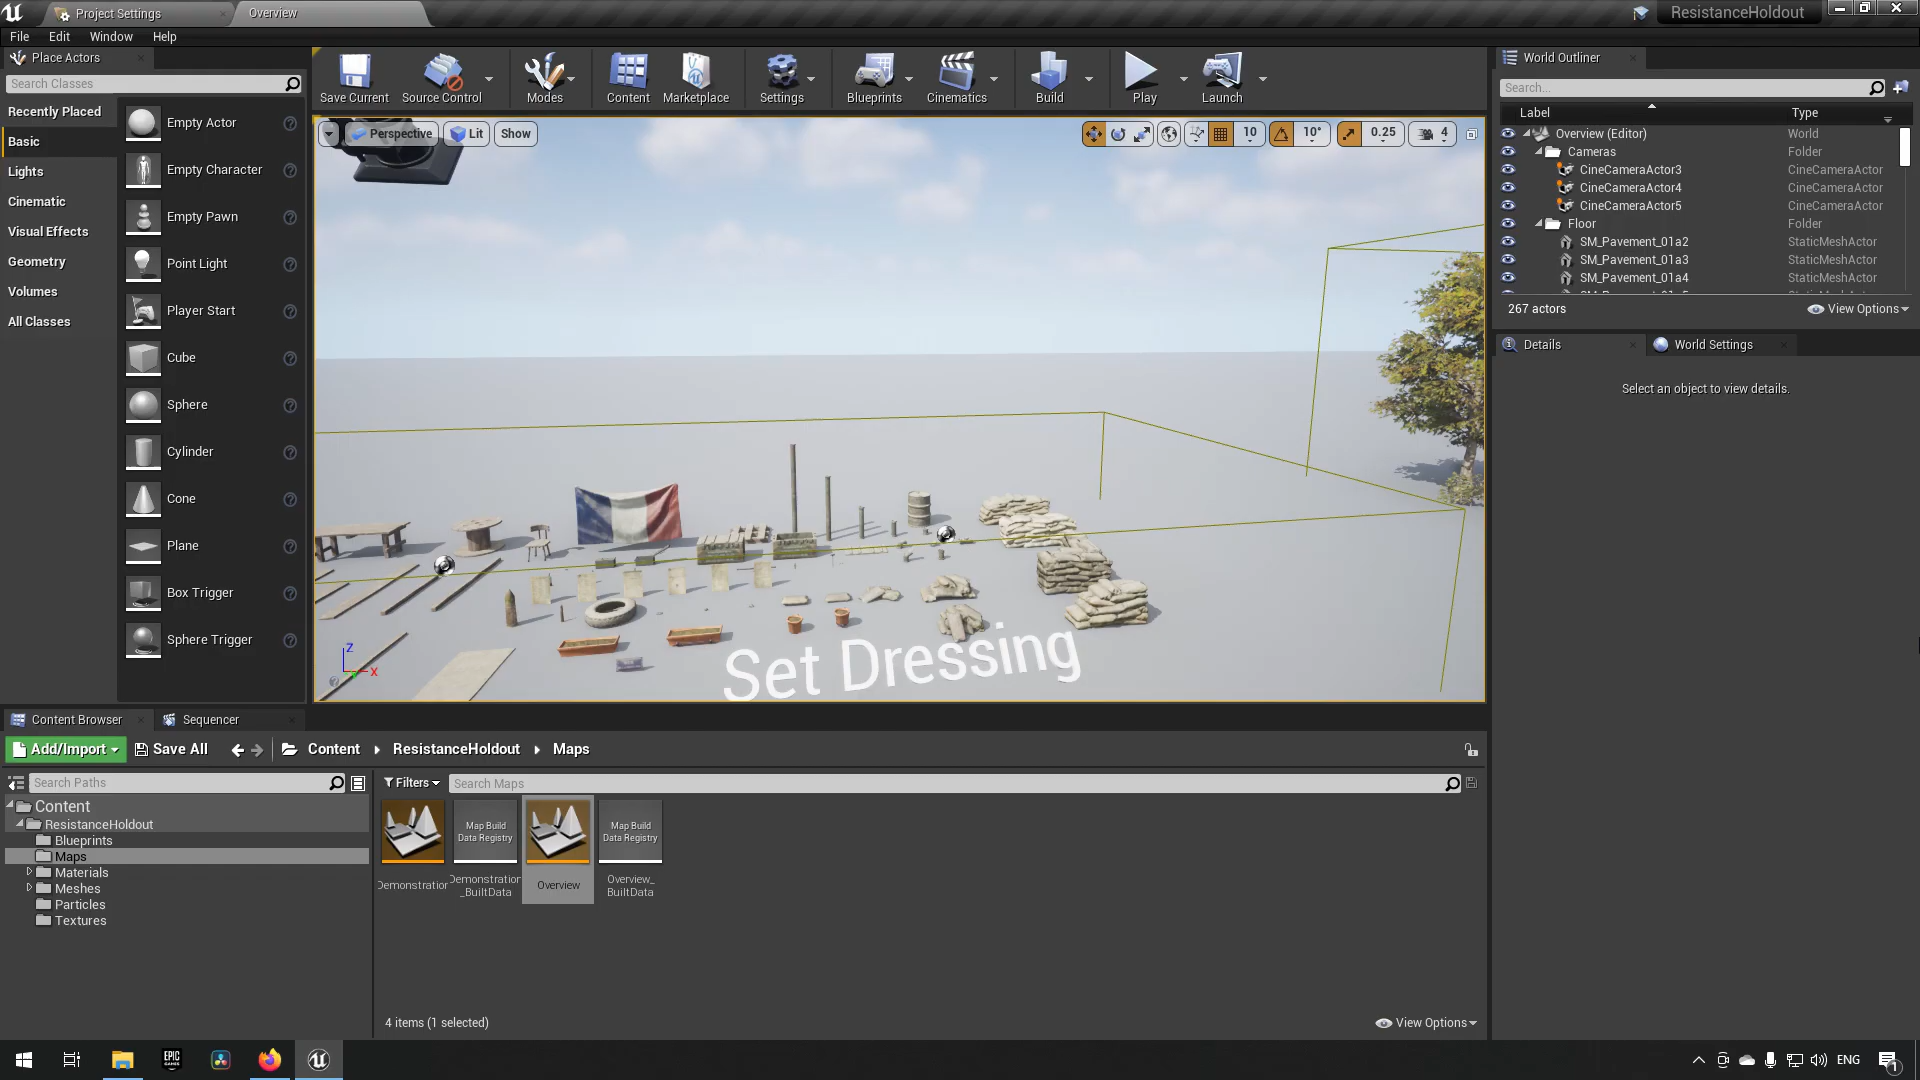 Project Settings
Overview
ResistanceHoldout
File
Edit
Window
Help
Place Actors
Search Classes
Recently Placed
Basic
Lights
Cinematic
Visual Effects
Geometry
Volumes
All Classes
Empty Actor
Empty Character
Empty Pawn
Point Light
Player Start
Cube
Sphere
Cylinder
Cone
Plane
Box Trigger
Sphere Trigger
Save Current
Source Control
Modes
Content
Marketplace
Settings
Blueprints
Cinematics
Build
Play
Launch
Perspective
Lit
Show
10
10°
0.25
4
Set Dressing
Z
X
World Outliner
Search...
Label
Type
Overview (Editor)
World
Cameras
Folder
CineCameraActor3
CineCameraActor
CineCameraActor4
CineCameraActor
CineCameraActor5
CineCameraActor
Floor
Folder
SM_Pavement_01a2
StaticMeshActor
SM_Pavement_01a3
StaticMeshActor
SM_Pavement_01a4
StaticMeshActor
267 actors
View Options
Details
World Settings
Select an object to view details.
Content Browser
Sequencer
Add/Import
Save All
Content
ResistanceHoldout
Maps
Search Paths
Content
ResistanceHoldout
Blueprints
Maps
Materials
Meshes
Particles
Textures
Filters
Search Maps
Map Build
Data Registry
Map Build
Data Registry
Demonstration
Demonstration
_BuiltData
Overview
Overview_
BuiltData
4 items (1 selected)
View Options
EPIC
GAMES
ENG
1